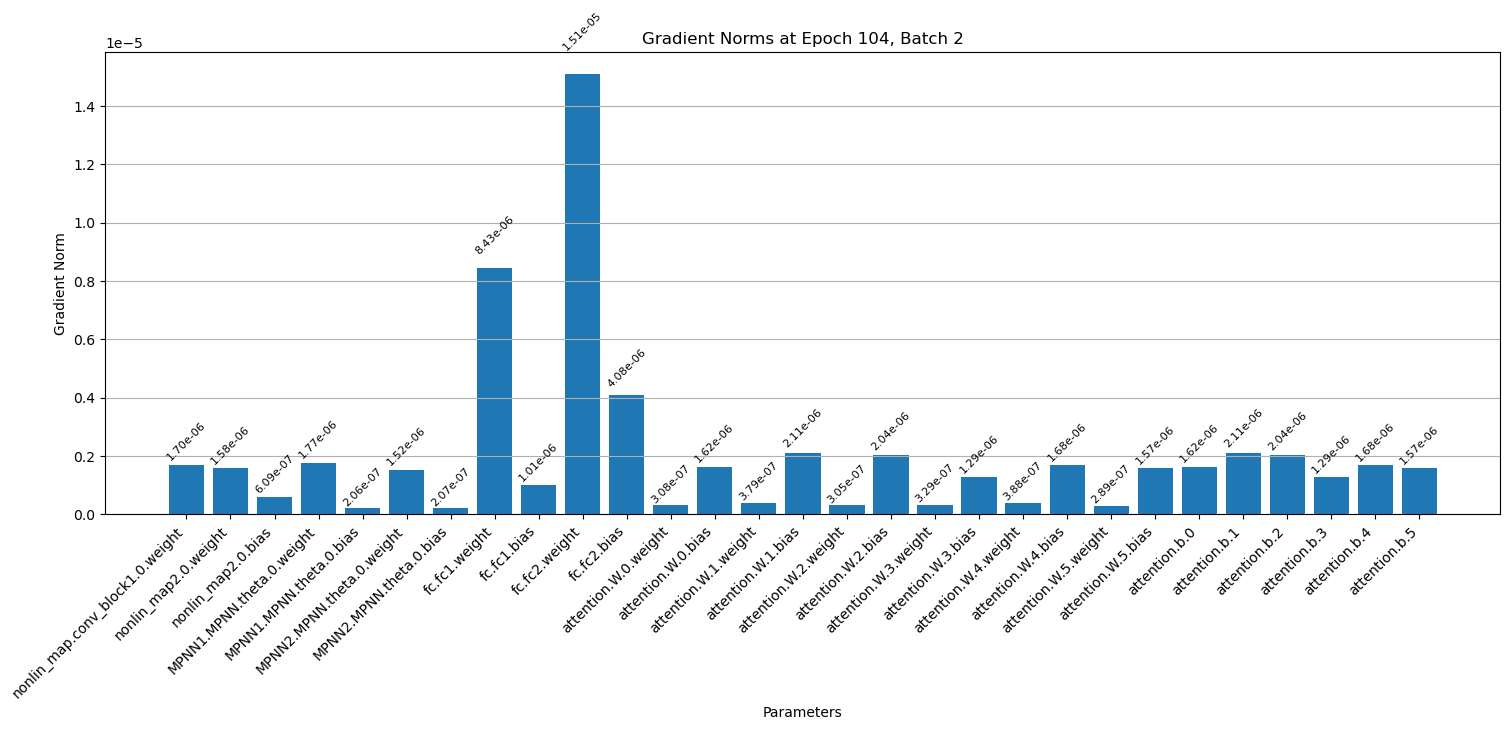 Gradient Norms at Epoch 104, Batch 2
1e−5
Gradient Norm
1.4
1.2
1.0
0.8
0.6
0.4
0.2
0.0
1.70e-06
1.58e-06
6.09e-07
1.77e-06
2.06e-07
1.52e-06
2.07e-07
8.43e-06
1.01e-06
1.51e-05
4.08e-06
3.08e-07
1.62e-06
3.79e-07
2.11e-06
3.05e-07
2.04e-06
3.29e-07
1.29e-06
3.88e-07
1.68e-06
2.89e-07
1.57e-06
1.62e-06
2.11e-06
2.04e-06
1.29e-06
1.68e-06
1.57e-06
nonlin_map.conv_block1.0.weight
nonlin_map2.0.weight
nonlin_map2.0.bias
MPNN1.MPNN.theta.0.weight
MPNN1.MPNN.theta.0.bias
MPNN2.MPNN.theta.0.weight
MPNN2.MPNN.theta.0.bias
fc.fc1.weight
fc.fc1.bias
fc.fc2.weight
fc.fc2.bias
attention.W.0.weight
attention.W.0.bias
attention.W.1.weight
attention.W.1.bias
attention.W.2.weight
attention.W.2.bias
attention.W.3.weight
attention.W.3.bias
attention.W.4.weight
attention.W.4.bias
attention.W.5.weight
attention.W.5.bias
attention.b.0
attention.b.1
attention.b.2
attention.b.3
attention.b.4
attention.b.5
Parameters